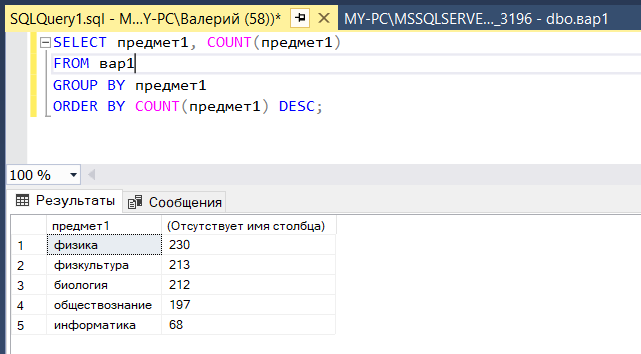 SQLQuery1.sql - M...Y-PC\Валерий (58))*
MY-PC\MSSQLSERVE..._3196 - dbo.вар1
SELECT предмет1, COUNT(предмет1)
FROM вар1
GROUP BY предмет1
ORDER BY COUNT(предмет1) DESC;
100 %
Результаты Сообщения
предмет1 (Отсутствует имя столбца)
1 физика 230
2 физкультура 213
3 биология 212
4 обществознание 197
5 информатика 68